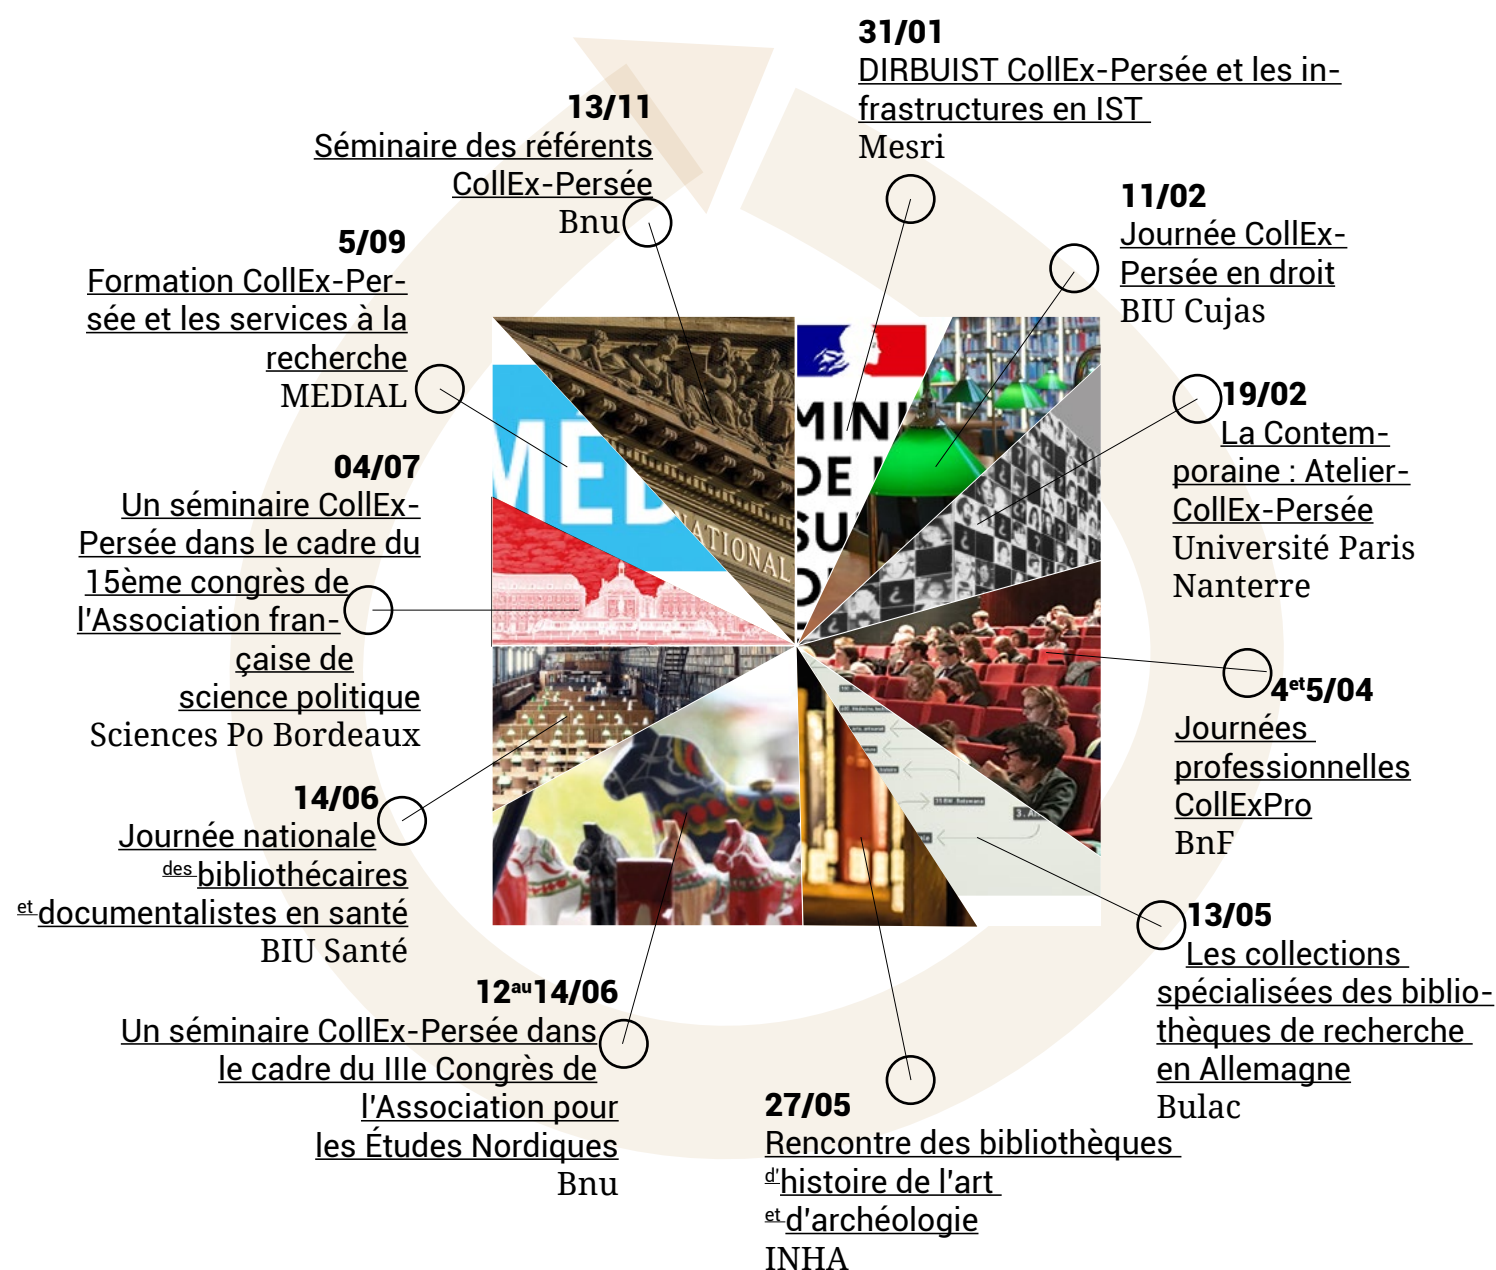 31/01
DIRBUIST CollEx-Persée et les in-
frastructures en IST
Mesri
11/02
Journée CollEx-
Persée en droit
BIU Cujas
19/02
La Contem-
poraine : Atelier-
CollEx-Persée
Université Paris
Nanterre
4et5/04
Journées
professionnelles
CollExPro
BnF
13/05
Les collections
spécialisées des biblio-
thèques de recherche
en Allemagne
Bulac
27/05
Rencontre des bibliothèques
d'histoire de l'art
et d'archéologie
INHA
12au14/06
Un séminaire CollEx-Persée dans
le cadre du IIIe Congrès de
l'Association pour
les Études Nordiques
Bnu
14/06
Journée nationale
des bibliothécaires
et documentalistes en santé
BIU Santé
04/07
Un séminaire CollEx-
Persée dans le cadre du
15ème congrès de
l'Association fran-
çaise de
science politique
Sciences Po Bordeaux
5/09
Formation CollEx-Per-
sée et les services à la
recherche
MEDIAL
13/11
Séminaire des référents
CollEx-Persée
Bnu
MINI
DE
SU
MÉD
NATIONAL